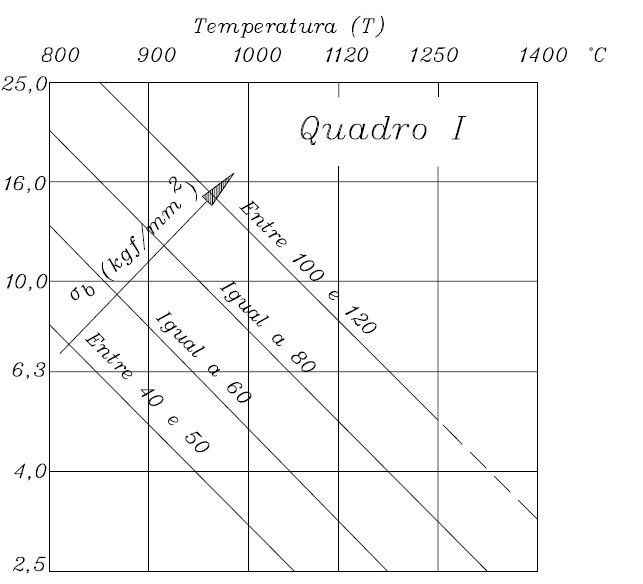 Temperatura (T)
800 900 1000 1120 1250 1400 °C
25,0
Quadro I
16,0
σb (kgf/mm²)
Entre 100 e 120
10,0
Igual a 80
Igual a 60
6,3
Entre 40 e 50
4,0
2,5